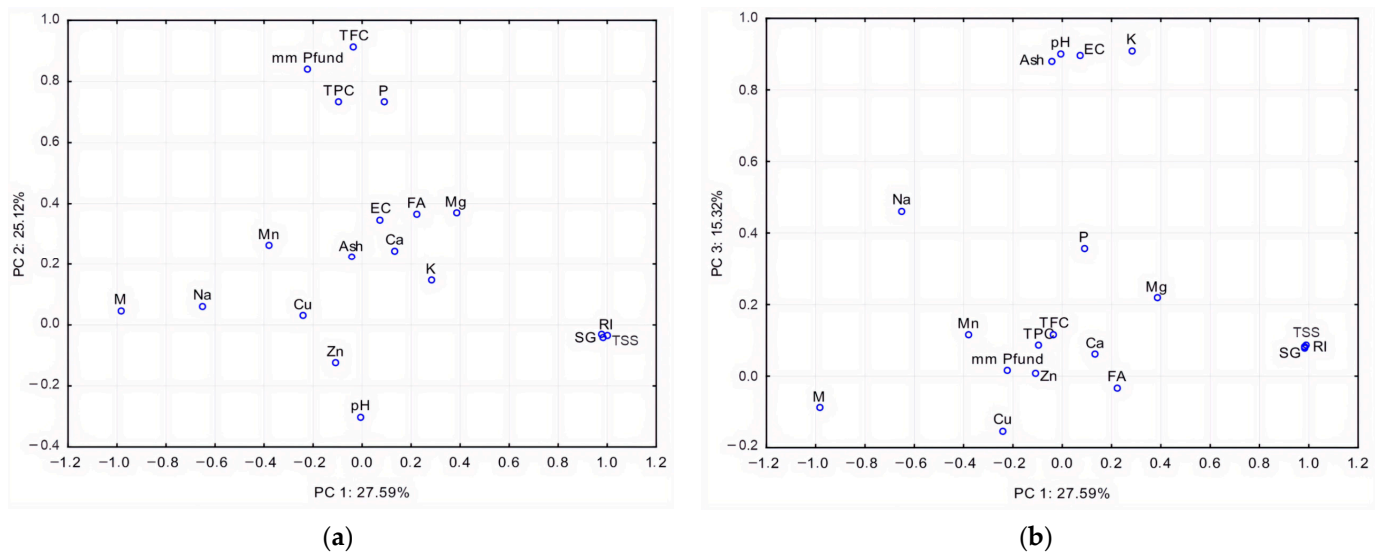 1.0
TFC
mm Pfund
0.8
TPC P
0.6
0.4
EC FA Mg
Mn
Ash Ca
0.2
K
M Na
Cu
0.0
RI
SG TSS
Zn
−0.2
pH
−0.4
−1.2 −1.0 −0.8 −0.6 −0.4 −0.2 0.0 0.2 0.4 0.6 0.8 1.0 1.2
PC 2: 25.12%
PC 1: 27.59%
(a)
1.0
pH EC K
Ash
0.8
0.6
Na
0.4
P
Mg
0.2
Mn TFC
TPC
Ca
TSS
mm Pfund
RI
SG
Zn FA
0.0
M
Cu
−0.2
−1.2 −1.0 −0.8 −0.6 −0.4 −0.2 0.0 0.2 0.4 0.6 0.8 1.0 1.2
PC 3: 15.32%
PC 1: 27.59%
(b)